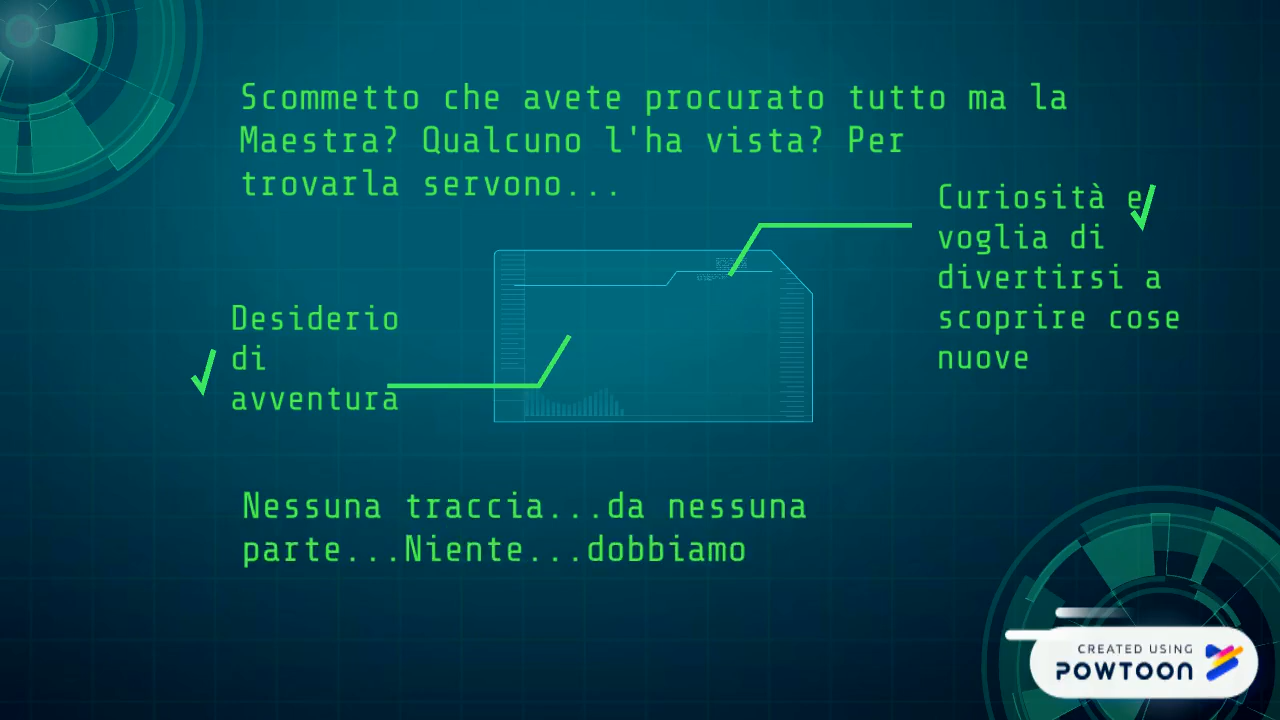 Scommetto che avete procurato tutto ma la
Maestra? Qualcuno l'ha vista? Per
trovarla servono...
Curiosità e
voglia di
divertirsi a
scoprire cose
nuove
Desiderio
di
avventura
Nessuna traccia...da nessuna
parte...Niente...dobbiamo
CREATED USING
POWTOON